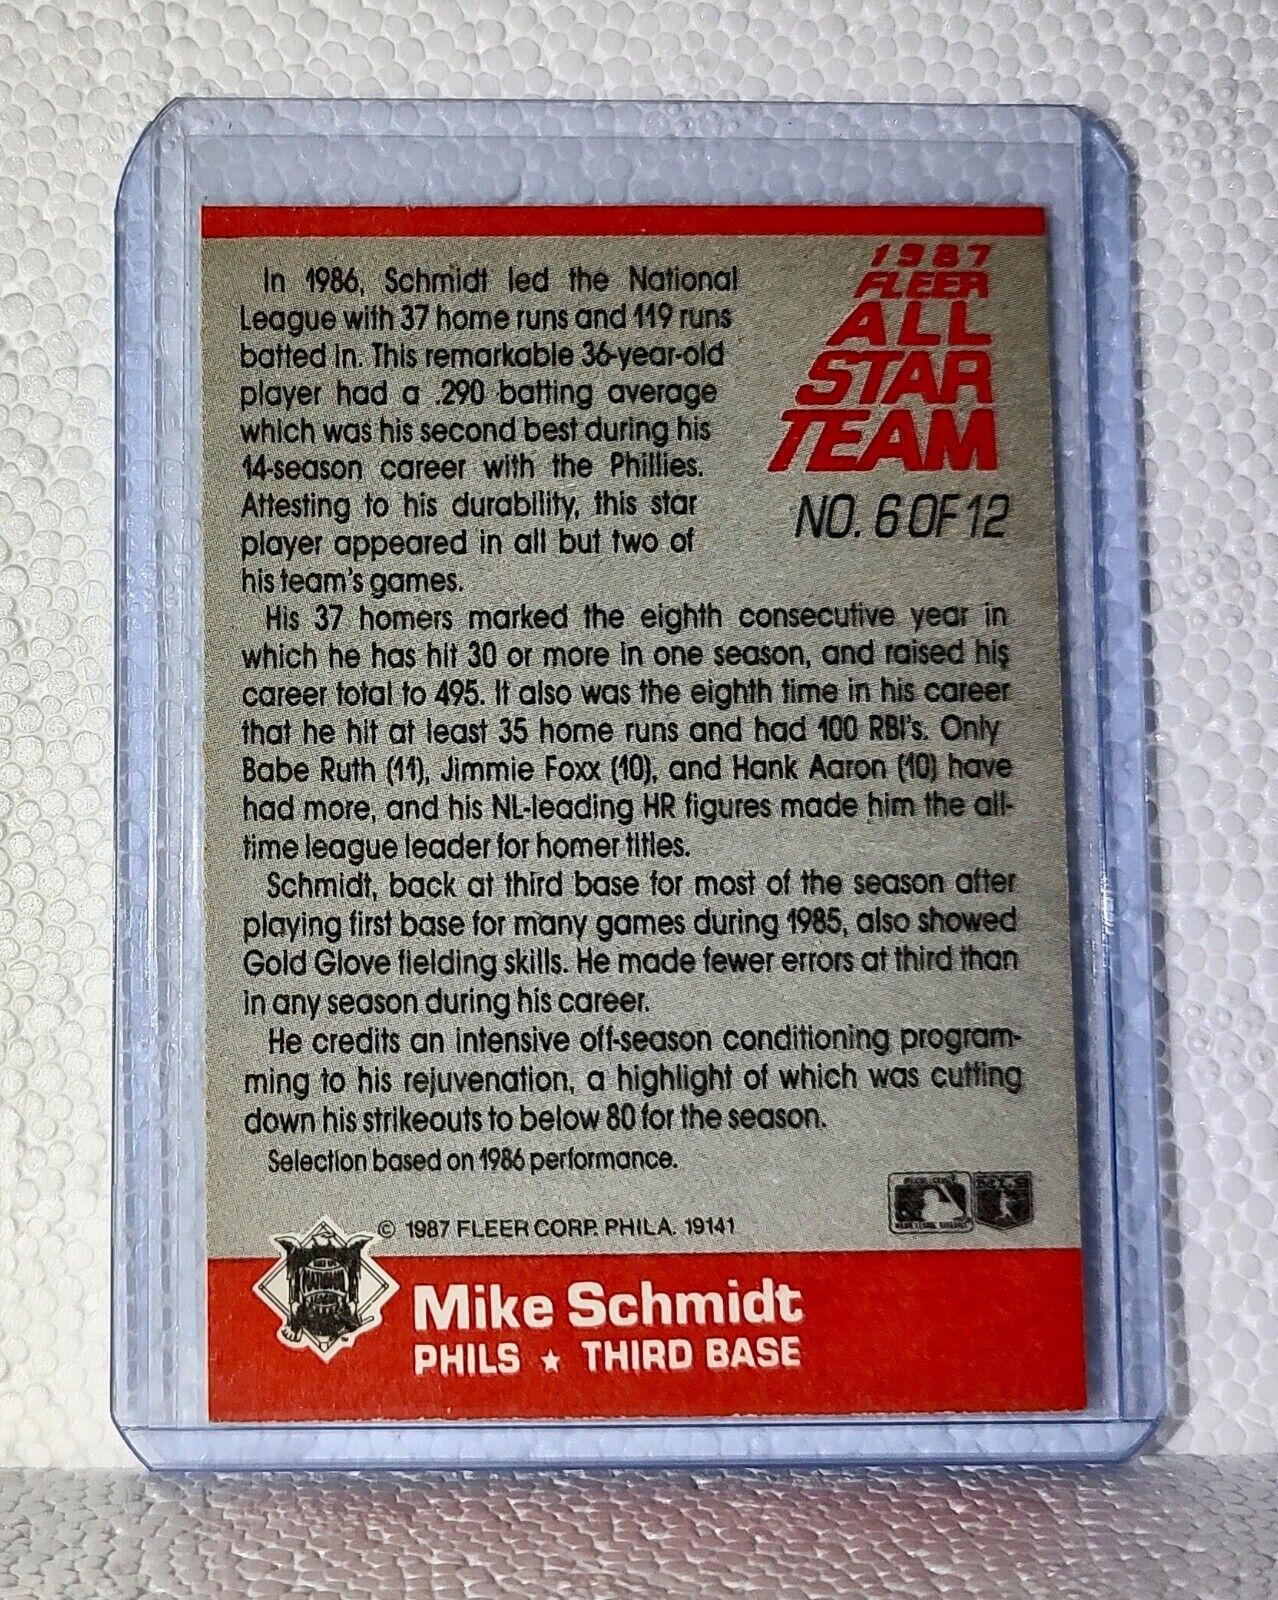 In 1986, Schmidt led the National
League with 37 home runs and 119 runs
batted in. This remarkable 36-year-old
player had a .290 batting average
which was his second best during his
14-season career with the Phillies.
Attesting to his durability, this star
player appeared in all but two of
his team's games.
1987
FLEER
ALL
STAR
TEAM
NO. 6 OF 12
His 37 homers marked the eighth consecutive year in
which he has hit 30 or more in one season, and raised his
career total to 495. It also was the eighth time in his career
that he hit at least 35 home runs and had 100 RBI's. Only
Babe Ruth (11), Jimmie Foxx (10), and Hank Aaron (10) have
had more, and his NL-leading HR figures made him the all-
time league leader for homer titles.
Schmidt, back at third base for most of the season after
playing first base for many games during 1985, also showed
Gold Glove fielding skills. He made fewer errors at third than
in any season during his career.
He credits an intensive off-season conditioning program-
ming to his rejuvenation, a highlight of which was cutting
down his strikeouts to below 80 for the season.
Selection based on 1986 performance.
© 1987 FLEER CORP. PHILA. 19141
Mike Schmidt
PHILS ★ THIRD BASE